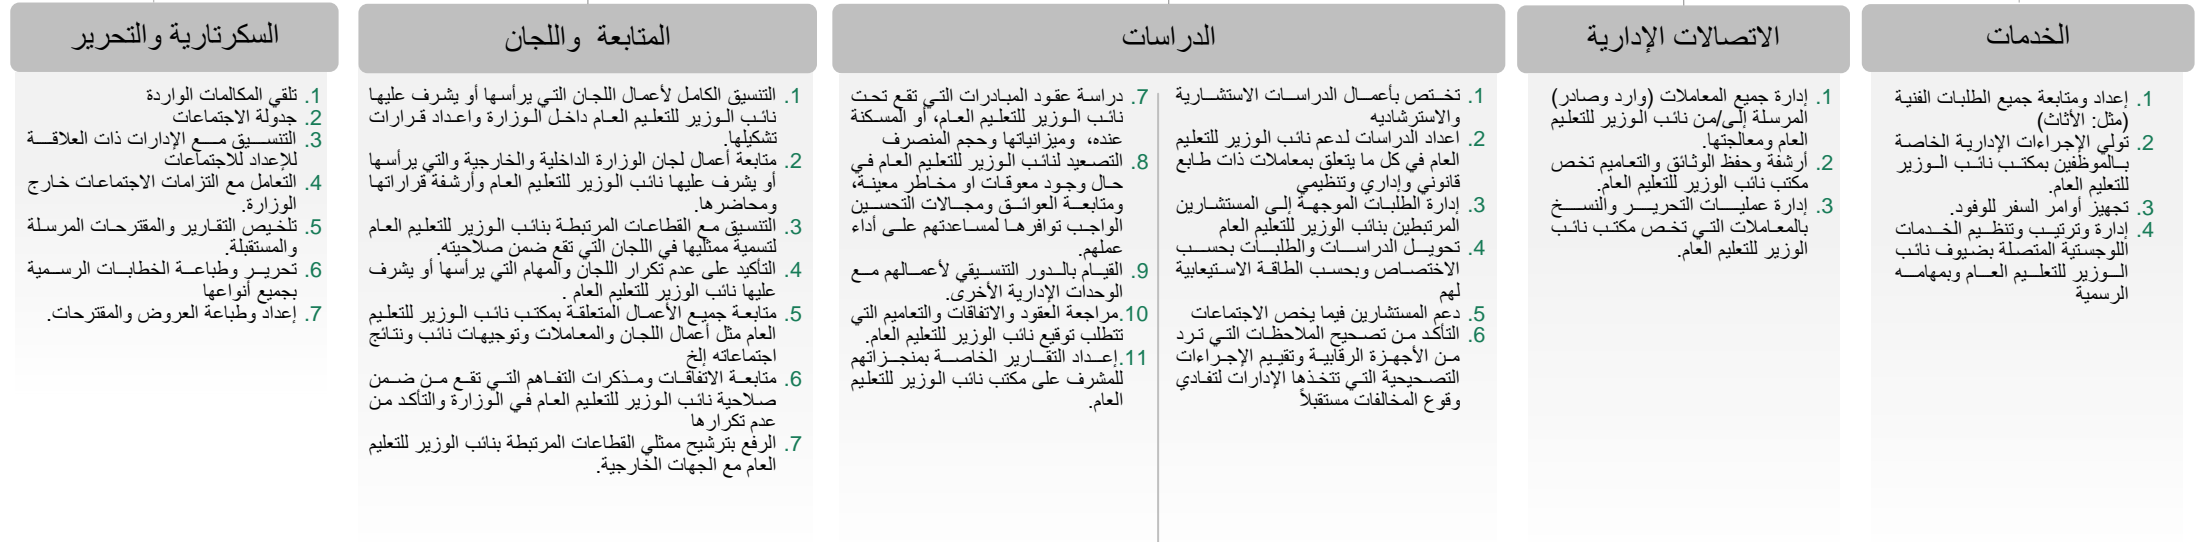 الخدمات
1. إعداد ومتابعة جميع الطلبات الفنية
(مثل: الأثاث)
2. تولي الإجراءات الإدارية الخاصة
بالموظفين بمكتب نائب الوزير
للتعليم العام.
3. تجهيز أوامر السفر للوفود.
4. إدارة وترتيب وتنظيم الخدمات
اللوجستية المتصلة بضيوف نائب
الوزير للتعليم العام وبمهامه
الرسمية
الاتصالات الإدارية
1. إدارة جميع المعاملات (وارد وصادر)
المرسلة إلى/من نائب الوزير للتعليم
العام ومعالجتها.
2. أرشفة وحفظ الوثائق والتعاميم تخص
مكتب نائب الوزير للتعليم العام.
3. إدارة عمليات التحرير والنسخ
بالمعاملات التي تخص مكتب نائب
الوزير للتعليم العام.
الدراسات
1. تختص بأعمال الدراسات الاستشارية
والاسترشاديه
2. اعداد الدراسات لدعم نائب الوزير للتعليم
العام في كل ما يتعلق بمعاملات ذات طابع
قانوني وإداري وتنظيمي
3. إدارة الطلبات الموجهة إلى المستشارين
المرتبطين بنائب الوزير للتعليم العام
4. تحويل الدراسات والطلبات بحسب
الاختصاص وبحسب الطاقة الاستيعابية
لهم
5. دعم المستشارين فيما يخص الاجتماعات
6. التأكد من تصحيح الملاحظات التي ترد
من الأجهزة الرقابية وتقييم الإجراءات
التصحيحية التي تتخذها الإدارات لتفادي
وقوع المخالفات مستقبلاً
7. دراسة عقود المبادرات التي تقع تحت
نائب الوزير للتعليم العام، أو المسكنة
عنده، وميزانياتها وحجم المنصرف
8. التصعيد لنائب الوزير للتعليم العام في
حال وجود معوقات او مخاطر معينة،
ومتابعة العوائق ومجالات التحسين
الواجب توافرها لمساعدتهم على أداء
عملهم.
9. القيام بالدور التنسيقي لأعمالهم مع
الوحدات الإدارية الأخرى.
10. مراجعة العقود والاتفاقات والتعاميم التي
تتطلب توقيع نائب الوزير للتعليم العام.
11. إعداد التقارير الخاصة بمنجزاتهم
للمشرف على مكتب نائب الوزير للتعليم
العام.
المتابعة واللجان
1. التنسيق الكامل لأعمال اللجان التي يرأسها أو يشرف عليها
نائب الوزير للتعليم العام داخل الوزارة واعداد قرارات
تشكيلها.
2. متابعة أعمال لجان الوزارة الداخلية والخارجية والتي يرأسها
أو يشرف عليها نائب الوزير للتعليم العام وأرشفة قراراتها
ومحاضرها.
3. التنسيق مع القطاعات المرتبطة بنائب الوزير للتعليم العام
لتسمية ممثليها في اللجان التي تقع ضمن صلاحيته.
4. التأكيد على عدم تكرار اللجان والمهام التي يرأسها أو يشرف
عليها نائب الوزير للتعليم العام .
5. متابعة جميع الأعمال المتعلقة بمكتب نائب الوزير للتعليم
العام مثل أعمال اللجان والمعاملات وتوجيهات نائب ونتائج
اجتماعاته إلخ
6. متابعة الاتفاقات ومذكرات التفاهم التي تقع من ضمن
صلاحية نائب الوزير للتعليم العام في الوزارة والتأكد من
عدم تكرارها
7. الرفع بترشيح ممثلي القطاعات المرتبطة بنائب الوزير للتعليم
العام مع الجهات الخارجية.
السكرتارية والتحرير
1. تلقي المكالمات الواردة
2. جدولة الاجتماعات
3. التنسيق مع الإدارات ذات العلاقة
للإعداد للاجتماعات
4. التعامل مع التزامات الاجتماعات خارج
الوزارة.
5. تلخيص التقارير والمقترحات المرسلة
والمستقبلة.
6. تحرير وطباعة الخطابات الرسمية
بجميع أنواعها
7. إعداد وطباعة العروض والمقترحات.